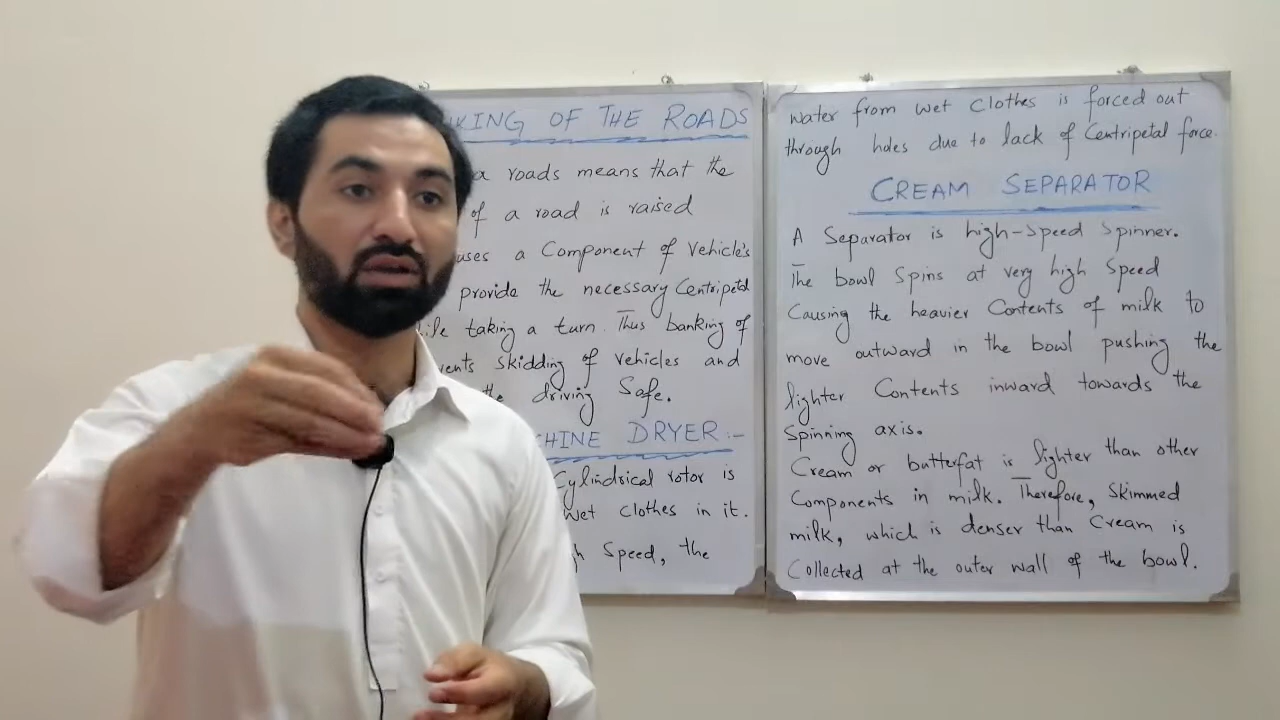 KING OF THE ROADS
a roads means that the
of a road is raised
uses a Component of Vehicle's
provide the necessary Centripetal
ile taking a turn. Thus banking of
vents skidding of vehicles and
the driving Safe.
CHINE DRYER:-
Cylindrical rotor is
wet clothes in it.
gh Speed, the
water from wet Clothes is forced out
through holes due to lack of Centripetal force.
CREAM SEPARATOR
A Separator is high-Speed Spinner.
The bowl Spins at very high Speed
Causing the heavier Contents of milk to
move outward in the bowl pushing the
lighter Contents inward towards the
Spinning axis.
Cream or butterfat is lighter than other
Components in milk. Therefore, Skimmed
milk, which is denser than Cream is
Collected at the outer wall of the bowl.